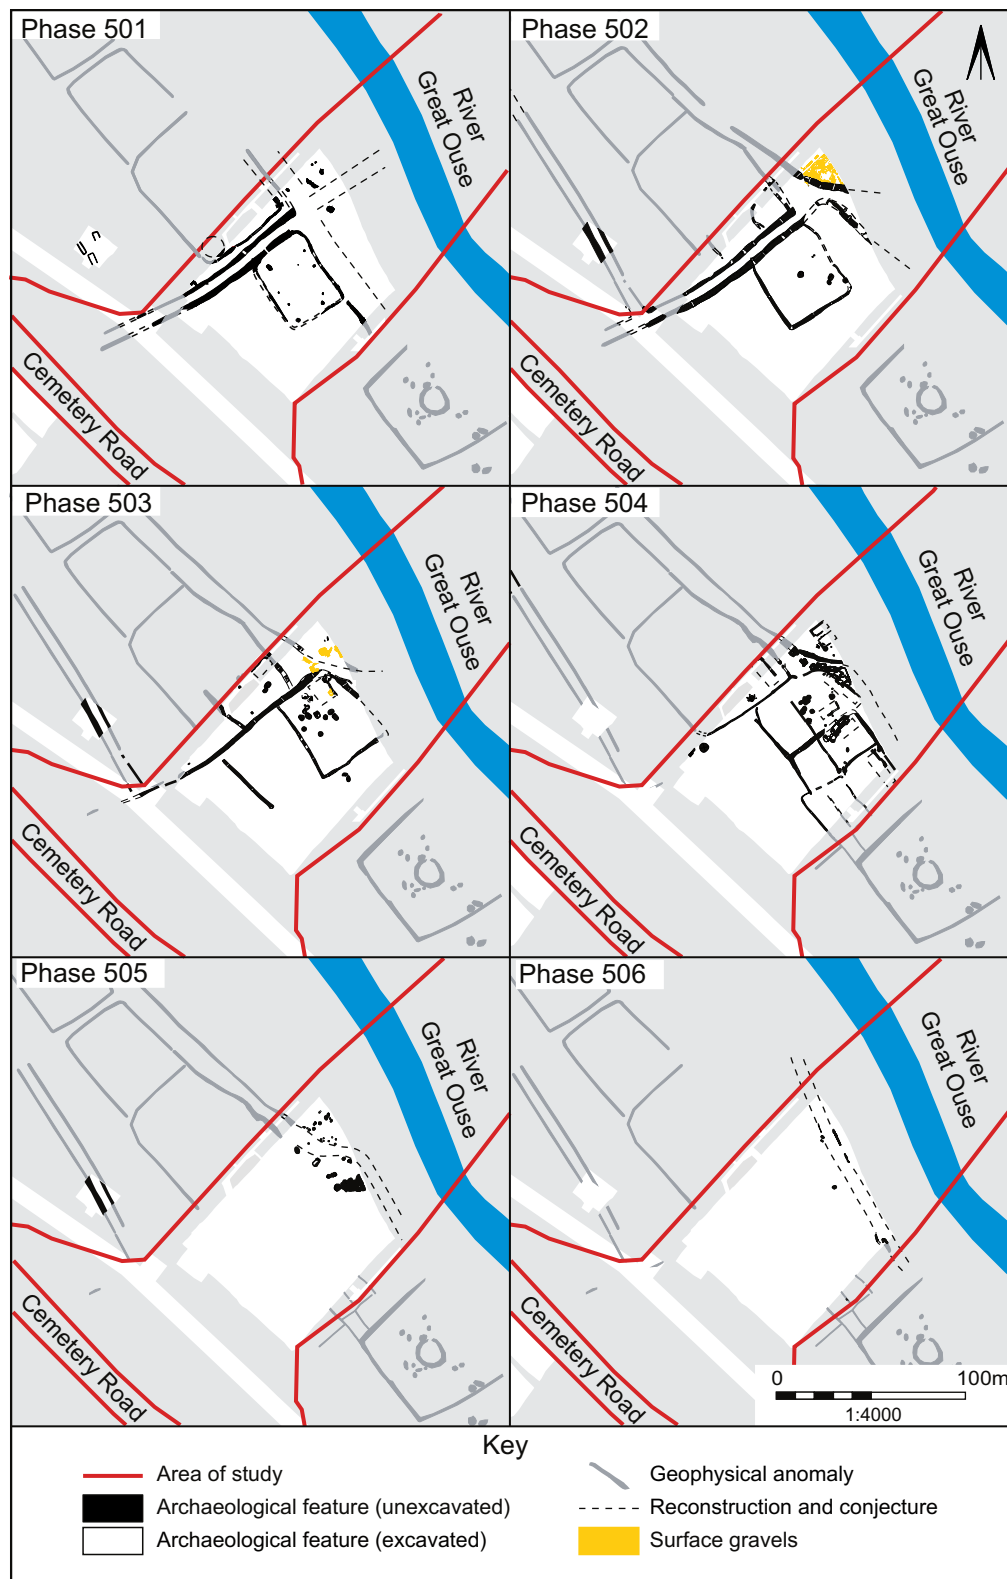 Phase 501
River
Great Ouse
Cemetery Road
Phase 502
River
Great Ouse
Cemetery Road
Phase 503
River
Great Ouse
Cemetery Road
Phase 504
River
Great Ouse
Cemetery Road
Phase 505
River
Great Ouse
Cemetery Road
Phase 506
River
Great Ouse
Cemetery Road
0 100m
1:4000
Key
Area of study
Archaeological feature (unexcavated)
Archaeological feature (excavated)
Geophysical anomaly
Reconstruction and conjecture
Surface gravels